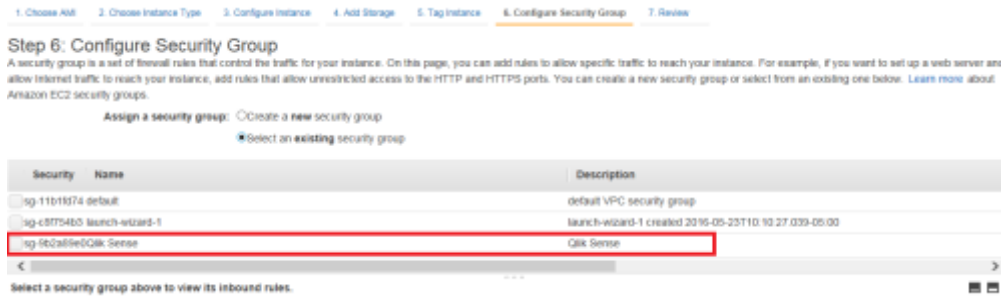 1. Choose AMI 2. Choose Instance Type 3. Configure Instance 4. Add Storage 5. Tag Instance 6. Configure Security Group 7. Review
Step 6: Configure Security Group
A security group is a set of firewall rules that control the traffic for your instance. On this page, you can add rules to allow specific traffic to reach your instance. For example, if you want to set up a web server and
allow Internet traffic to reach your instance, add rules that allow unrestricted access to the HTTP and HTTPS ports. You can create a new security group or select from an existing one below. Learn more about
Amazon EC2 security groups.
Assign a security group: Create a new security group
Select an existing security group
Security Name Description
sg-11b1fd74 default default VPC security group
sg-c8f754b3 launch-wizard-1 launch-wizard-1 created 2016-05-23T10:10:27.039-05:00
sg-9b2a89e0Qlik Sense Qlik Sense
Select a security group above to view its inbound rules.